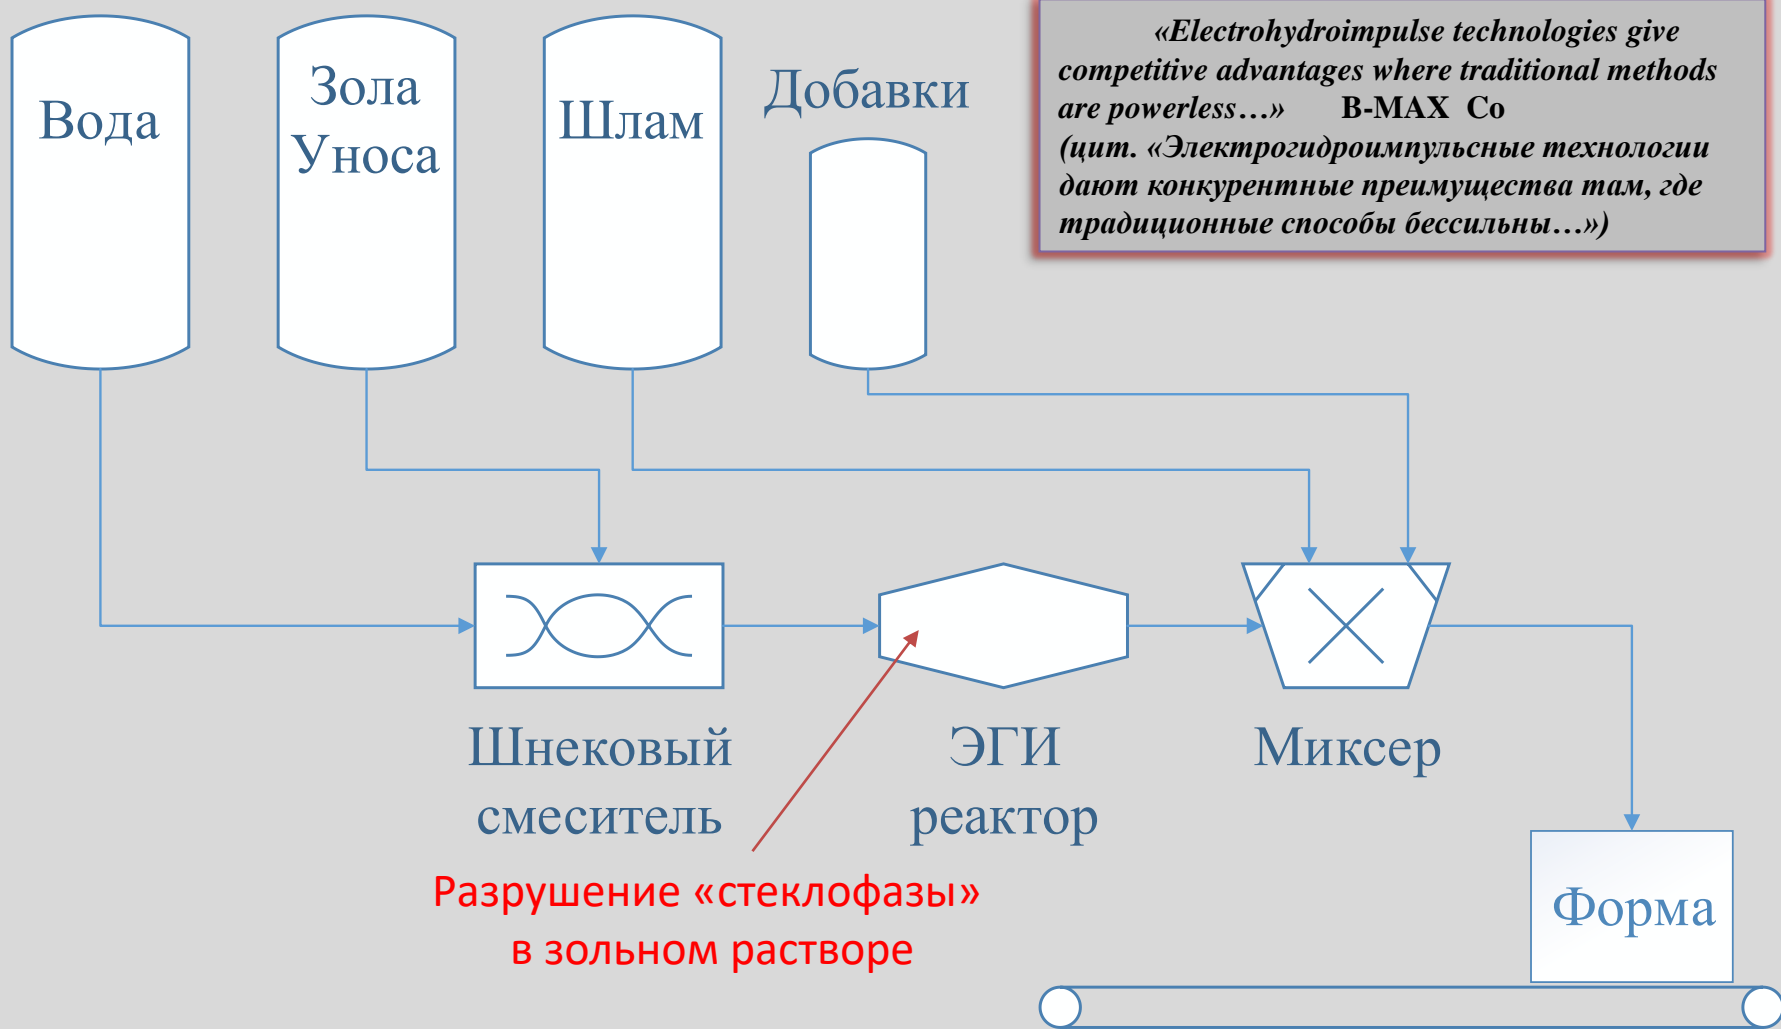 Вода
Зола
Уноса
Шлам
Добавки
«Electrohydroimpulse technologies give
competitive advantages where traditional methods
are powerless…» B-MAX Co
(цит. «Электрогидроимпульсные технологии
дают конкурентные преимущества там, где
традиционные способы бессильны…»)
Шнековый
смеситель
ЭГИ
реактор
Миксер
Разрушение «стеклофазы»
в зольном растворе
Форма